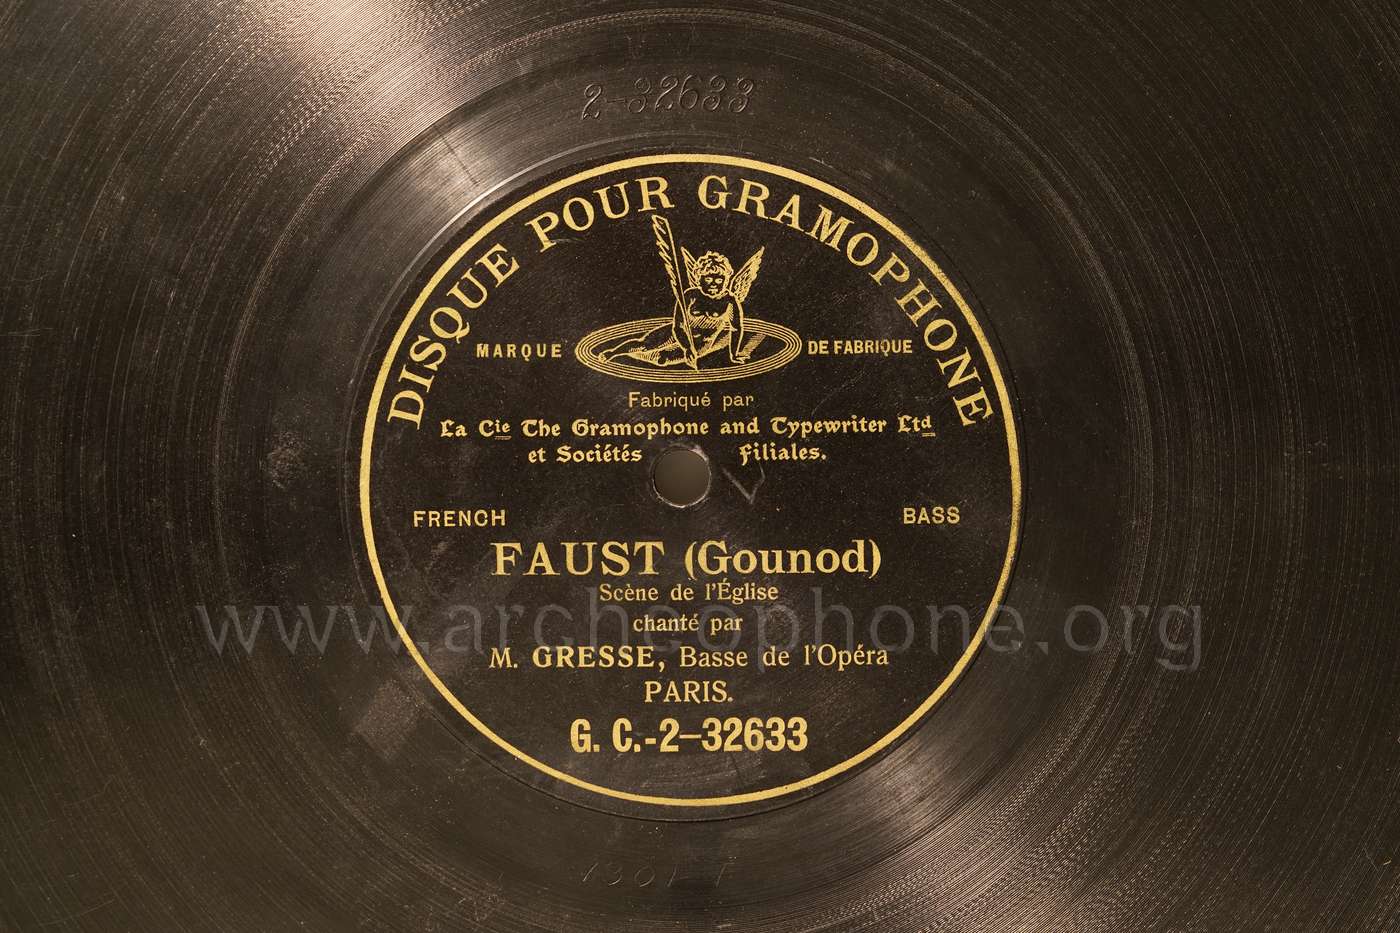 2-32633
DISQUE POUR GRAMOPHONE
MARQUE DE FABRIQUE
Fabriqué par
La Cie The Gramophone and Typewriter Ltd
et Sociétés Filiales.
FRENCH BASS
FAUST (Gounod)
Scène de l'Église
www.archeophone.org
chanté par
M. GRESSE, Basse de l'Opéra
PARIS.
G. C.-2–32633